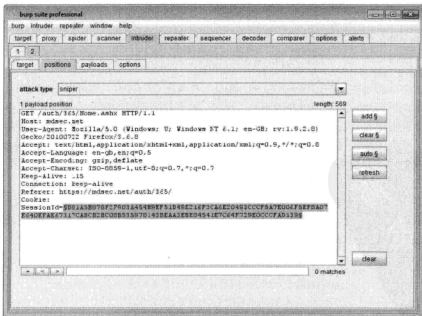 burp suite professional
burp intruder repeater window help
target proxy spider scanner intruder repeater sequencer decoder comparer options alerts
1 2
target positions payloads options
attack type sniper
1 payload position length: 569
add §
clear §
auto §
refresh
clear
GET /auth/365/Home.ashx HTTP/1.1
Host: mdsec.net
User-Agent: Mozilla/5.0 (Windows; U; Windows NT 6.1; en-GB; rv:1.9.2.8)
Gecko/20100722 Firefox/3.6.8
Accept: text/html,application/xhtml+xml,application/xml;q=0.9,*/*;q=0.8
Accept-Language: en-gb,en;q=0.5
Accept-Encoding: gzip,deflate
Accept-Charset: ISO-8859-1,utf-8;q=0.7,*;q=0.7
Keep-Alive: 115
Connection: keep-alive
Referer: https://mdsec.net/auth/365/
Cookie:
SessionId=
+ < > 0 matches